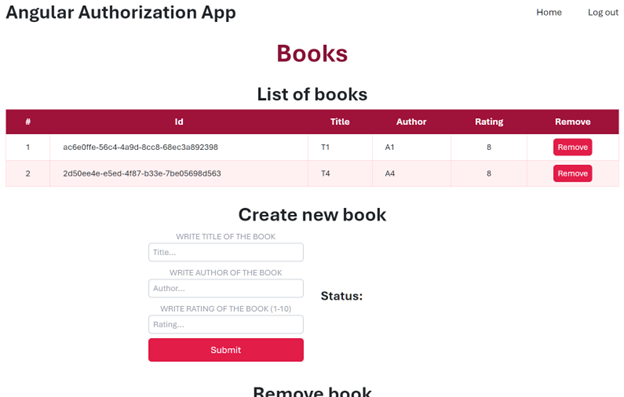 Angular Authorization App Home Log out
Books
List of books
# Id Title Author Rating Remove
1 ac6e0ffe-56c4-4a9d-8cc8-68ec3a892398 T1 A1 8 Remove
2 2d50ee4e-e5ed-4f87-b33e-7be05698d563 T4 A4 8 Remove
Create new book
WRITE TITLE OF THE BOOK
Title...
WRITE AUTHOR OF THE BOOK
Author...
Status:
WRITE RATING OF THE BOOK (1-10)
Rating...
Submit
Remove book